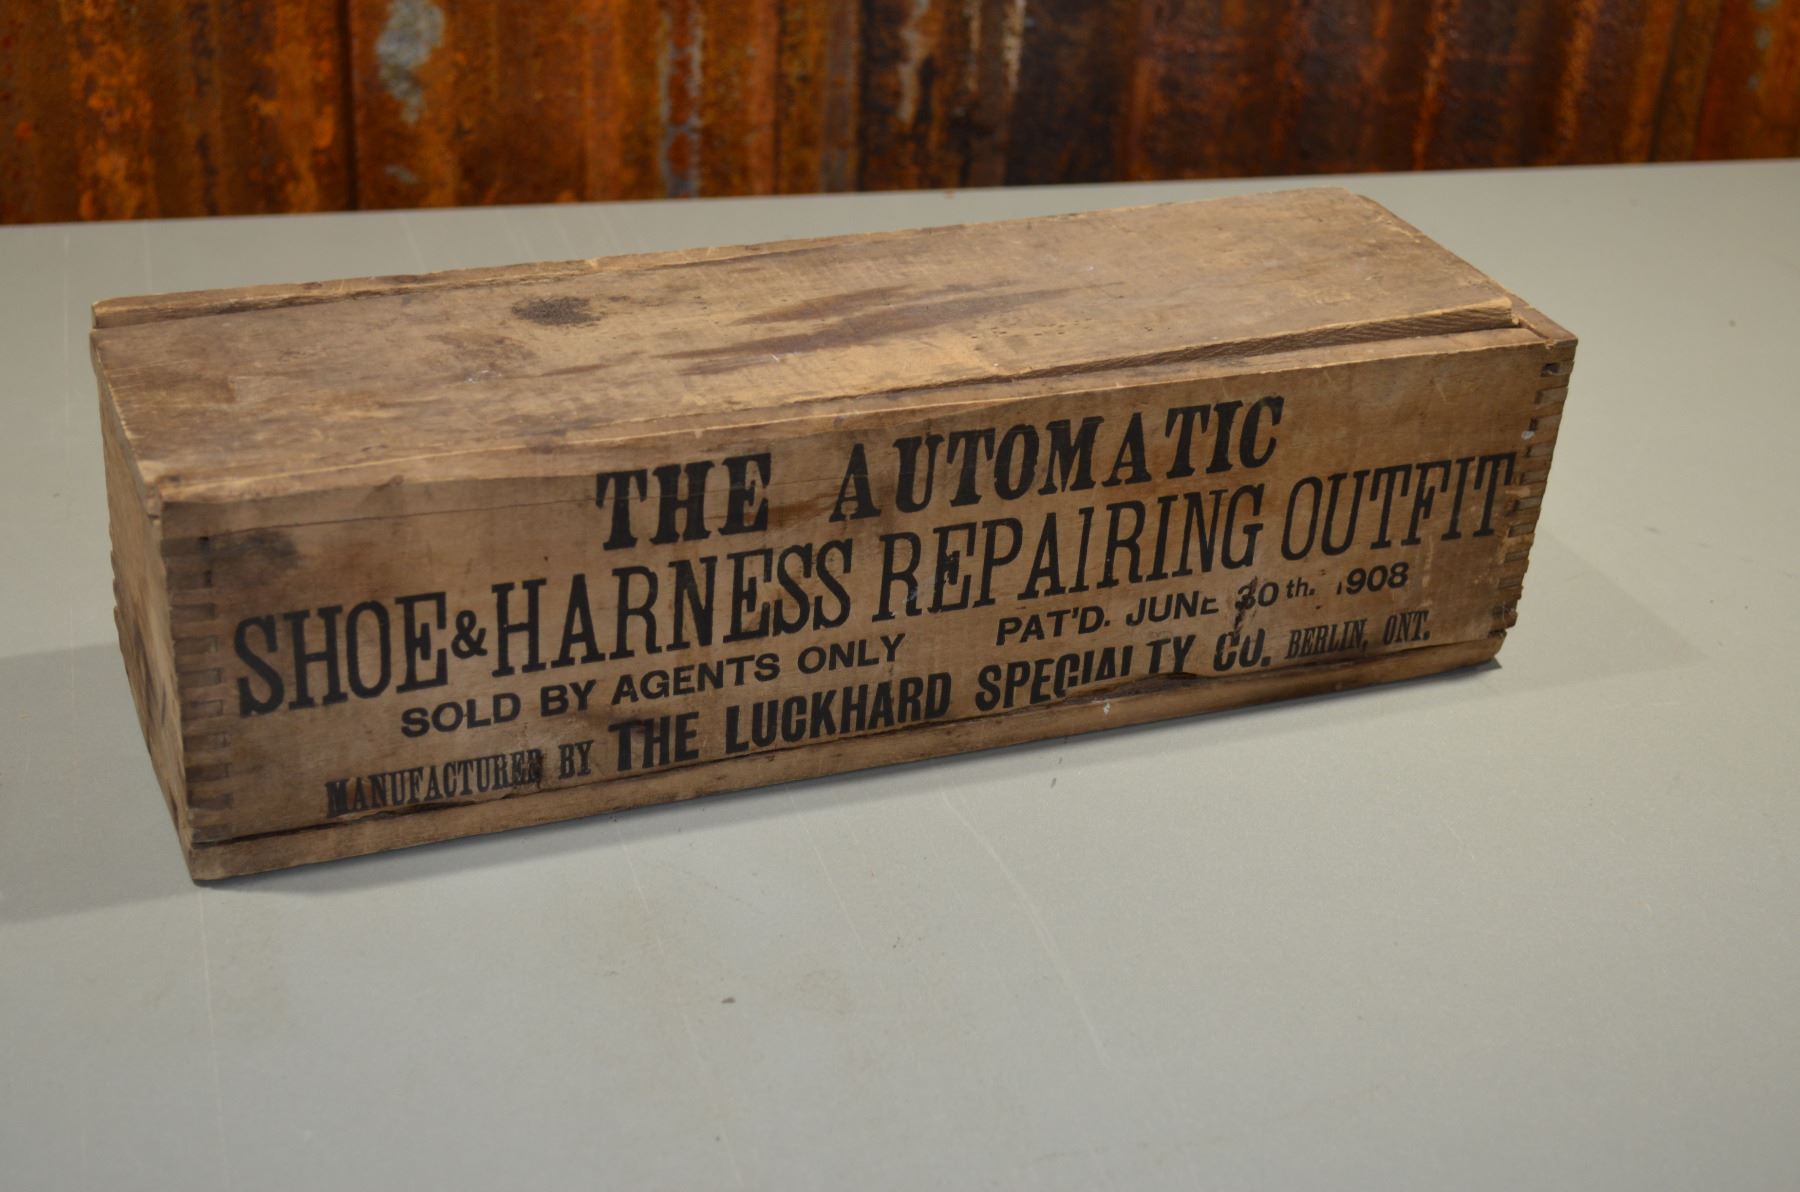 THE AUTOMATIC
SHOE & HARNESS REPAIRING OUTFIT
SOLD BY AGENTS ONLY PAT'D. JUNE 30th. 1908
MANUFACTURED BY THE LUCKHARD SPECIALTY CO. BERLIN, ONT.